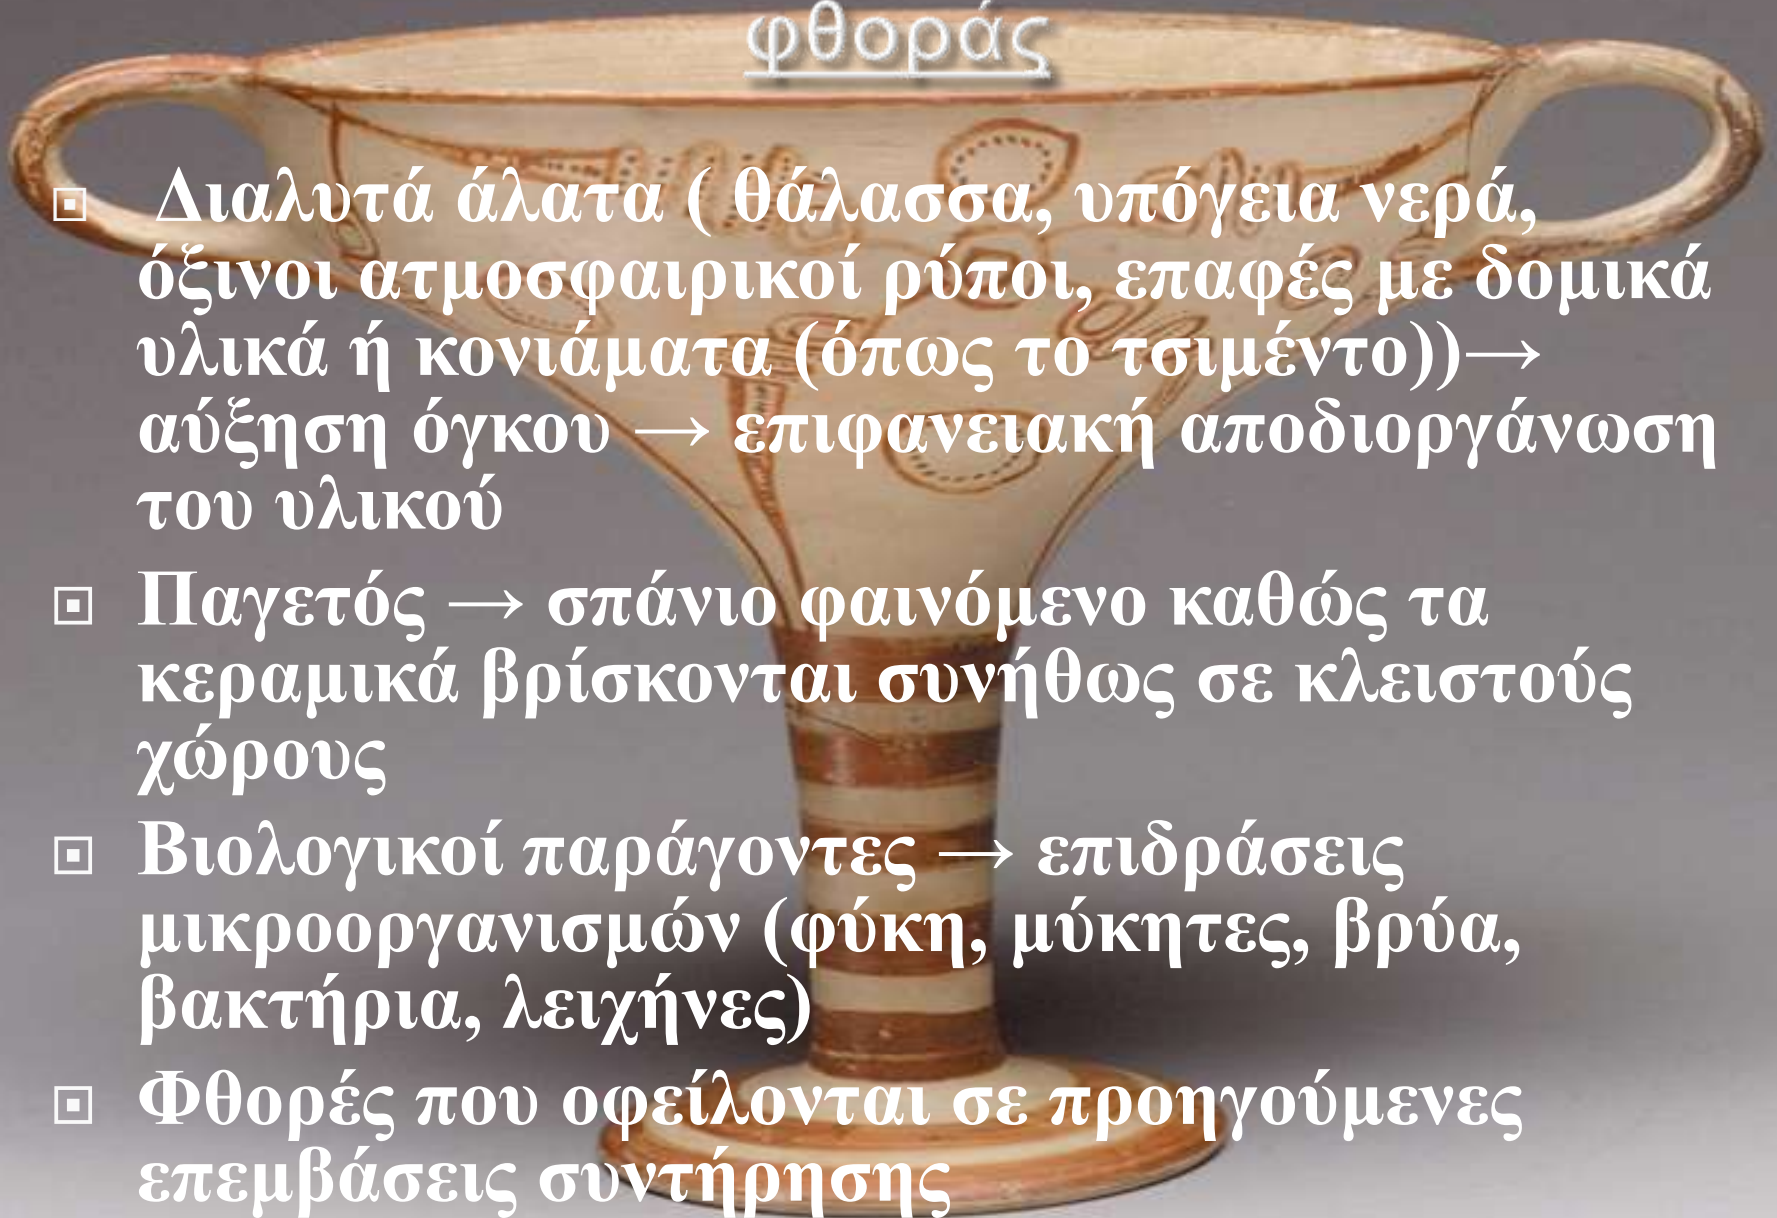 φθοράς
Διαλυτά άλατα ( θάλασσα, υπόγεια νερά,
όξινοι ατμοσφαιρικοί ρύποι, επαφές με δομικά
υλικά ή κονιάματα (όπως το τσιμέντο))→
αύξηση όγκου → επιφανειακή αποδιοργάνωση
του υλικού
Παγετός → σπάνιο φαινόμενο καθώς τα
κεραμικά βρίσκονται συνήθως σε κλειστούς
χώρους
Βιολογικοί παράγοντες → επιδράσεις
μικροοργανισμών (φύκη, μύκητες, βρύα,
βακτήρια, λειχήνες)
Φθορές που οφείλονται σε προηγούμενες
επεμβάσεις συντήρησης